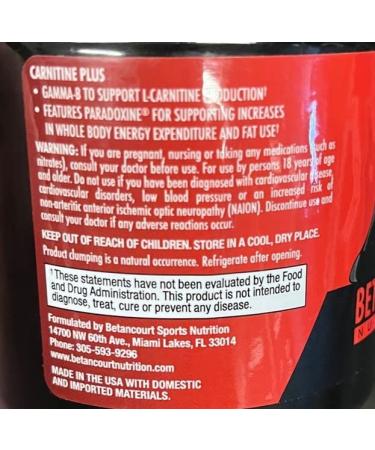 CARNITINE PLUS
• GAMMA-B TO SUPPORT L-CARNITINE PRODUCTION†
• FEATURES PARADOXINE® FOR SUPPORTING INCREASES
IN WHOLE BODY ENERGY EXPENDITURE AND FAT USE†
WARNING: If you are pregnant, nursing or taking any medications (such as
nitrates), consult your doctor before use. For use by persons 18 years of age
and older. Do not use if you have been diagnosed with cardiovascular disease,
cardiovascular disorders, low blood pressure or an increased risk of
non-arteritic anterior ischemic optic neuropathy (NAION). Discontinue use and
consult your doctor if any adverse reactions occur.
KEEP OUT OF REACH OF CHILDREN. STORE IN A COOL, DRY PLACE.
Product clumping is a natural occurrence. Refrigerate after opening.
†These statements have not been evaluated by the Food
and Drug Administration. This product is not intended to
diagnose, treat, cure or prevent any disease.
Formulated by Betancourt Sports Nutrition
14700 NW 60th Ave., Miami Lakes, FL 33014
Phone: 305-593-9296
www.betancourtnutrition.com
MADE IN THE USA WITH DOMESTIC
AND IMPORTED MATERIALS.